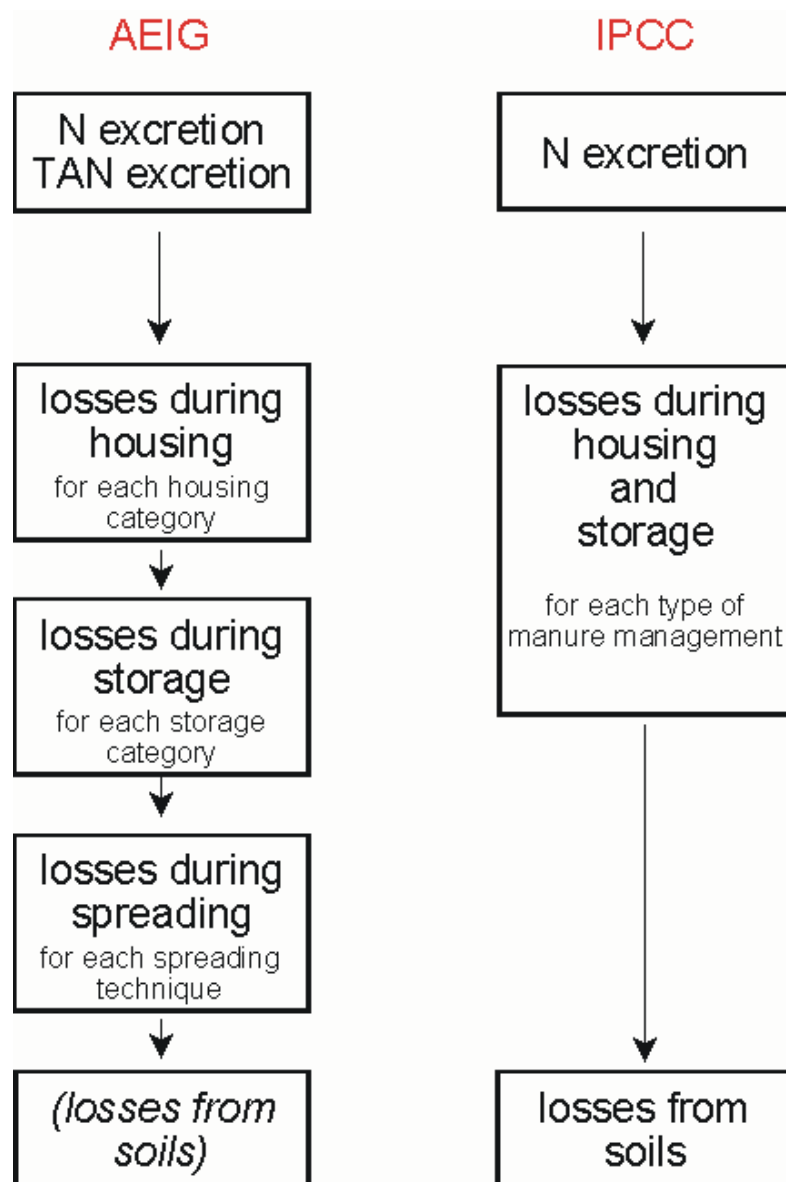 AEIG
N excretion
TAN excretion
losses during
housing
for each housing
category
losses during
storage
for each storage
category
losses during
spreading
for each spreading
technique
(losses from
soils)
IPCC
N excretion
losses during
housing
and
storage
for each type of
manure management
losses from
soils